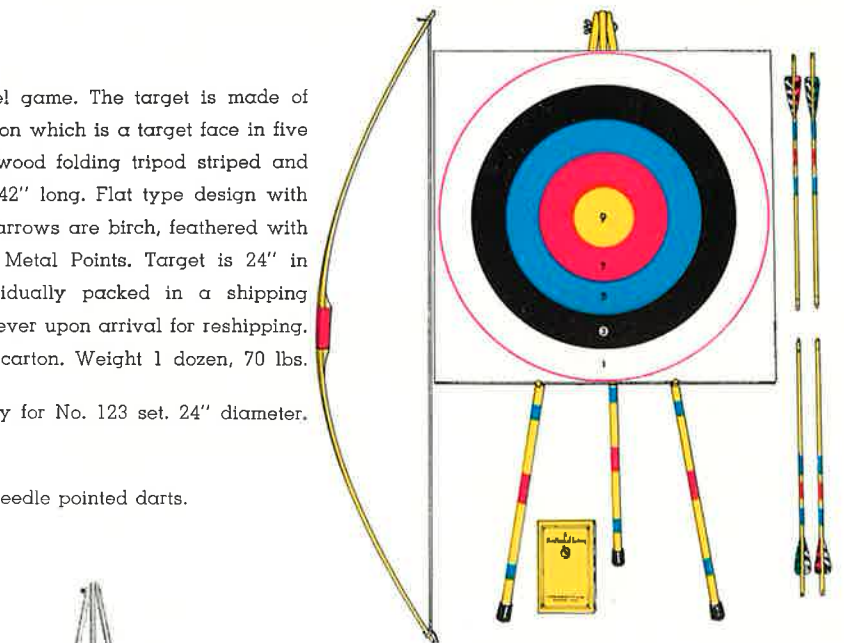 el game. The target is made of
on which is a target face in five
wood folding tripod striped and
42" long. Flat type design with
arrows are birch, feathered with
Metal Points. Target is 24" in
idually packed in a shipping
ever upon arrival for reshipping.
carton. Weight 1 dozen, 70 lbs.
y for No. 123 set. 24" diameter.
eedle pointed darts.
9
7
5
3
1